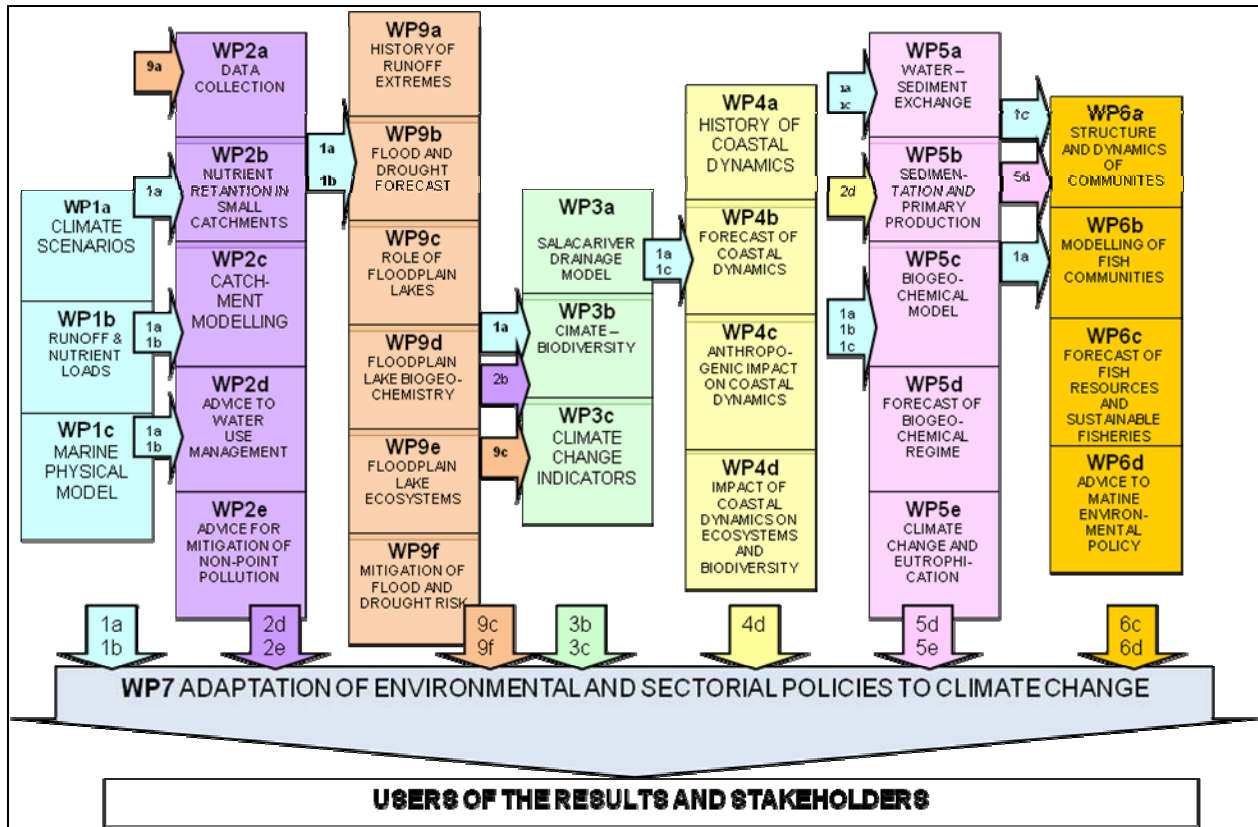 WP1a
CLIMATE
SCENARIOS
WP1b
RUNOFF &
NUTRIENT
LOADS
WP1c
MARINE
PHYSICAL
MODEL
9a
1a
1a
1b
1a
1b
WP2a
DATA
COLLECTION
WP2b
NUTRIENT
RETANTION IN
SMALL
CATCHMENTS
WP2c
CATCH-
MENT
MODELLING
WP2d
ADVICE TO
WATER
USE
MANAGEMENT
WP2e
ADVICE FOR
MITIGATION OF
NON-POINT
POLLUTION
1a
1b
WP9a
HISTORY OF
RUNOFF
EXTREMES
WP9b
FLOOD AND
DROUGHT
FORECAST
WP9c
ROLE OF
FLOODPLAIN
LAKES
WP9d
FLOODPLAIN
LAKE BIOGEO-
CHEMISTRY
WP9e
FLOODPLAIN
LAKE
ECOSYSTEMS
WP9f
MITIGATION OF
FLOOD AND
DROUGHT RISK
1a
2b
9c
WP3a
SALACARIVER
DRAINAGE
MODEL
WP3b
CIMATE –
BIODIVERSITY
WP3c
CLIMATE
CHANGE
INDICATORS
1a
1c
WP4a
HISTORY OF
COASTAL
DYNAMICS
WP4b
FORECAST OF
COASTAL
DYNAMICS
WP4c
ANTHROPO-
GENIC IMPACT
ON COASTAL
DYNAMICS
WP4d
IMPACT OF
COASTAL
DYNAMICS ON
ECOSYSTEMS
AND
BIODIVERSITY
1a
1c
2d
1a
1b
1c
WP5a
WATER –
SEDIMENT
EXCHANGE
WP5b
SEDIMEN-
TATION AND
PRIMARY
PRODUCTION
WP5c
BIOGEO-
CHEMICAL
MODEL
WP5d
FORECAST OF
BIOGEO-
CHEMICAL
REGIME
WP5e
CLIMATE
CHANGE AND
EUTROPHI-
CATION
1c
5d
1a
WP6a
STRUCTURE
AND DYNAMICS
OF
COMMUNITES
WP6b
MODELLING OF
FISH
COMMUNITIES
WP6c
FORECAST OF
FISH
RESOURCES
AND
SUSTAINABLE
FISHERIES
WP6d
ADVICE TO
MATINE
ENVIRON-
MENTAL
POLICY
1a
1b
2d
2e
9c
9f
3b
3c
4d
5d
5e
6c
6d
WP7 ADAPTATION OF ENVIRONMENTAL AND SECTORIAL POLICIES TO CLIMATE CHANGE
USERS OF THE RESULTS AND STAKEHOLDERS